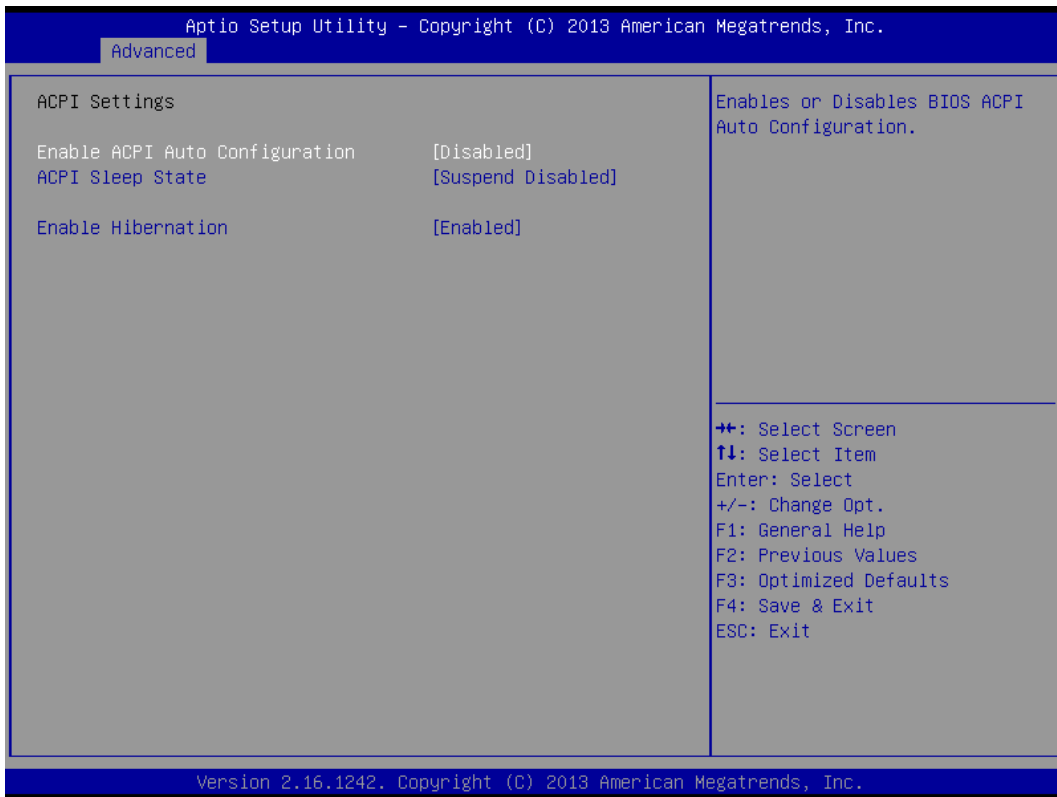 Aptio Setup Utility – Copyright (C) 2013 American Megatrends, Inc.
Advanced
ACPI Settings
Enable ACPI Auto Configuration [Disabled]
ACPI Sleep State [Suspend Disabled]
Enable Hibernation [Enabled]
Enables or Disables BIOS ACPI
Auto Configuration.
→←: Select Screen
↑↓: Select Item
Enter: Select
+/-: Change Opt.
F1: General Help
F2: Previous Values
F3: Optimized Defaults
F4: Save & Exit
ESC: Exit
Version 2.16.1242. Copyright (C) 2013 American Megatrends, Inc.